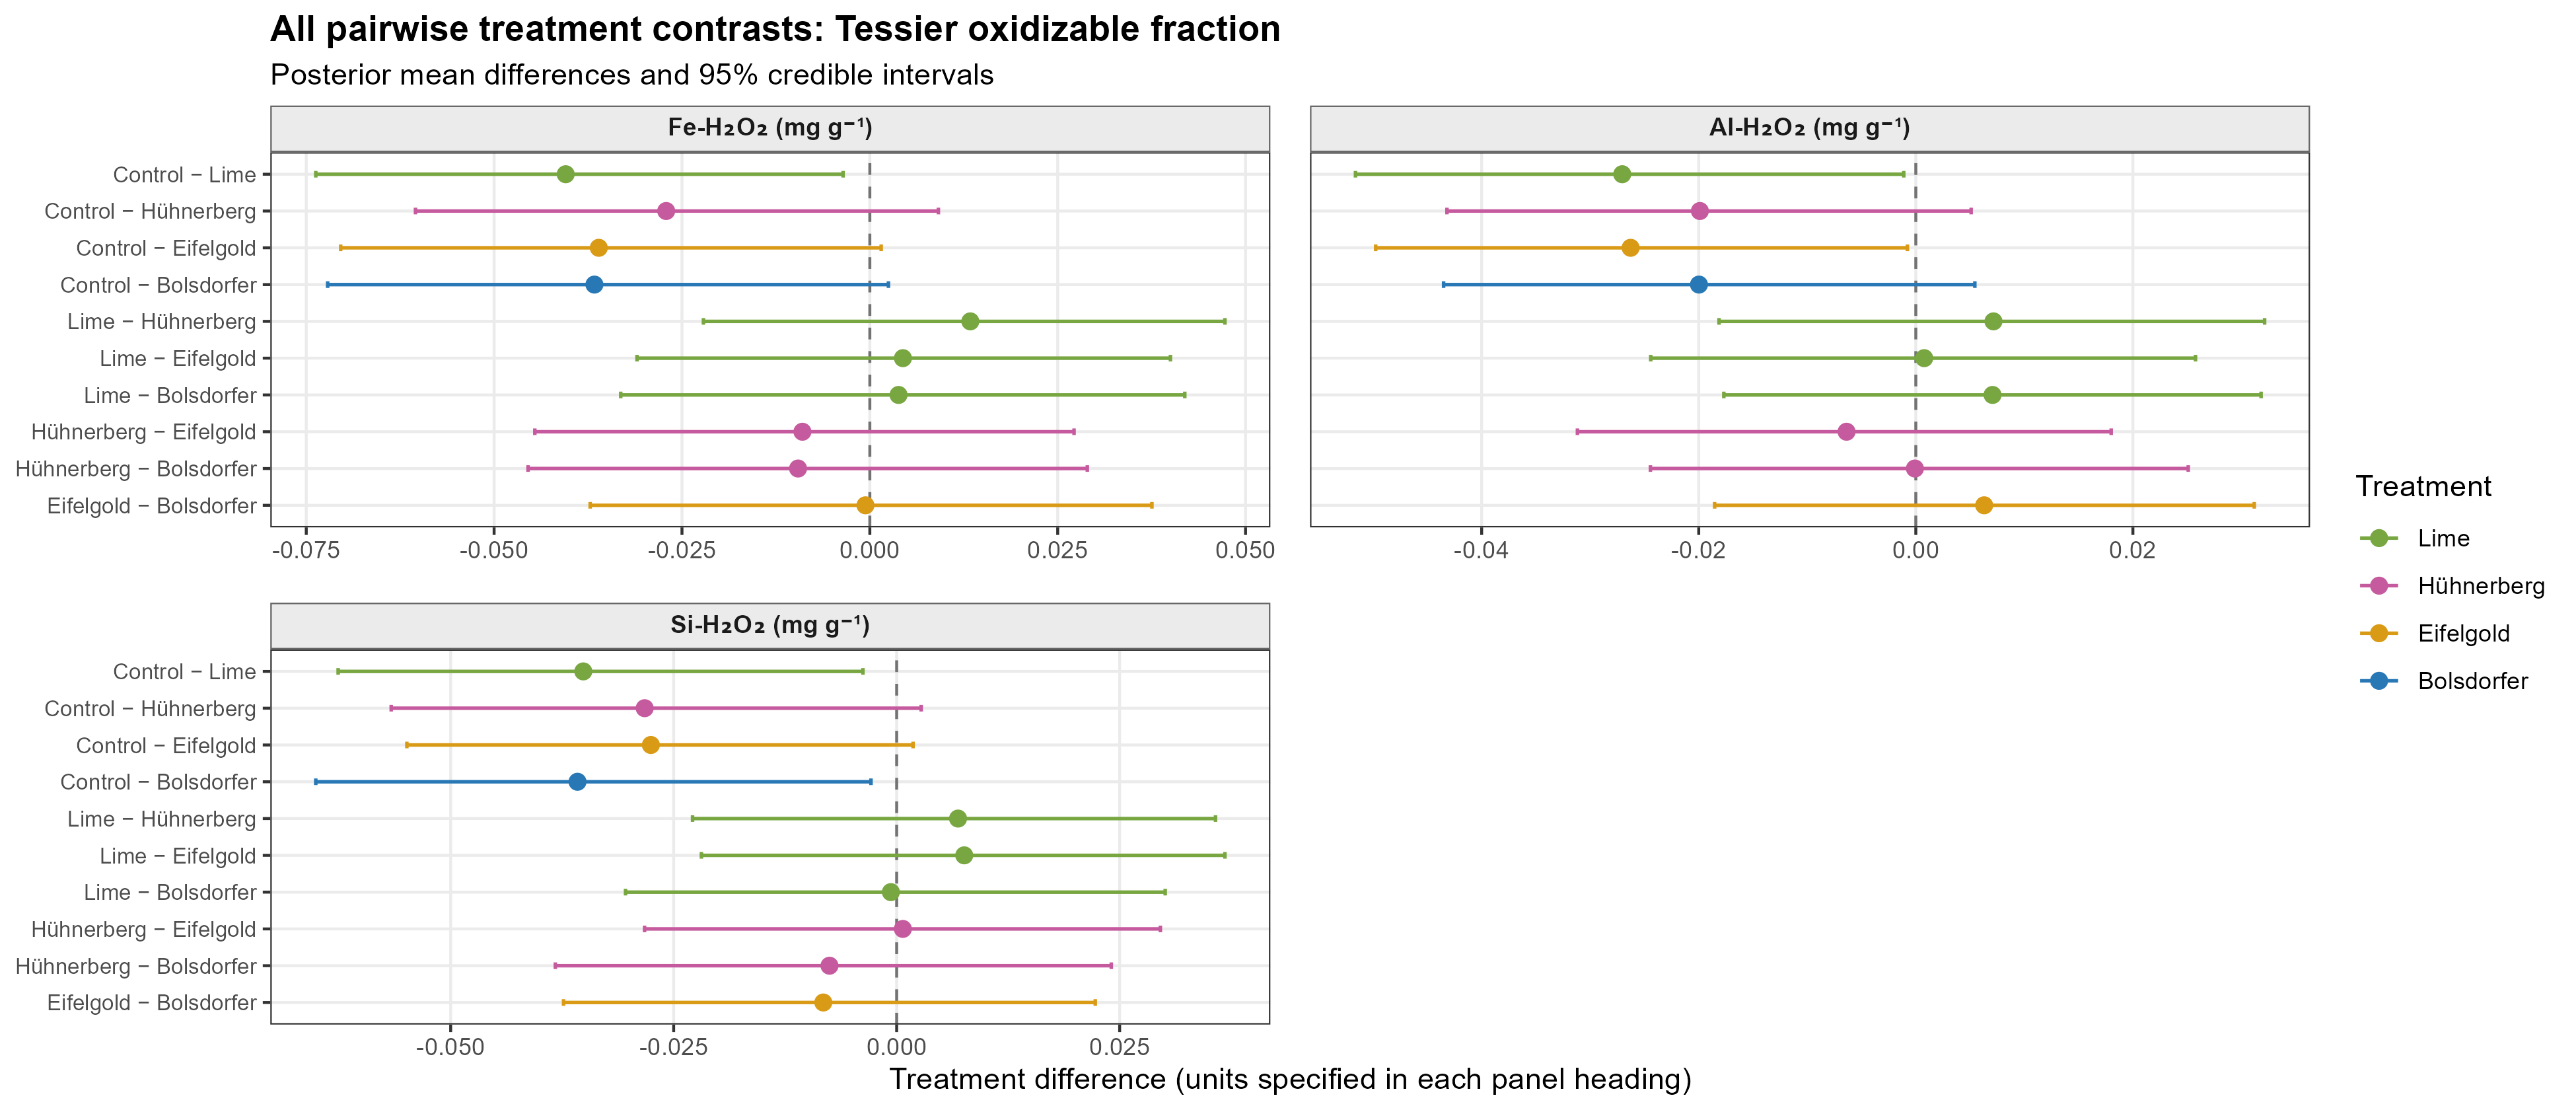 All pairwise treatment contrasts: Tessier oxidizable fraction
Posterior mean differences and 95% credible intervals
Fe-H₂O₂ (mg g⁻¹)
Control − Lime
Control − Hühnerberg
Control − Eifelgold
Control − Bolsdorfer
Lime − Hühnerberg
Lime − Eifelgold
Lime − Bolsdorfer
Hühnerberg − Eifelgold
Hühnerberg − Bolsdorfer
Eifelgold − Bolsdorfer
-0.075 -0.050 -0.025 0.000 0.025 0.050
Al-H₂O₂ (mg g⁻¹)
-0.04 -0.02 0.00 0.02
Si-H₂O₂ (mg g⁻¹)
Control − Lime
Control − Hühnerberg
Control − Eifelgold
Control − Bolsdorfer
Lime − Hühnerberg
Lime − Eifelgold
Lime − Bolsdorfer
Hühnerberg − Eifelgold
Hühnerberg − Bolsdorfer
Eifelgold − Bolsdorfer
-0.050 -0.025 0.000 0.025
Treatment difference (units specified in each panel heading)
Treatment
Lime
Hühnerberg
Eifelgold
Bolsdorfer